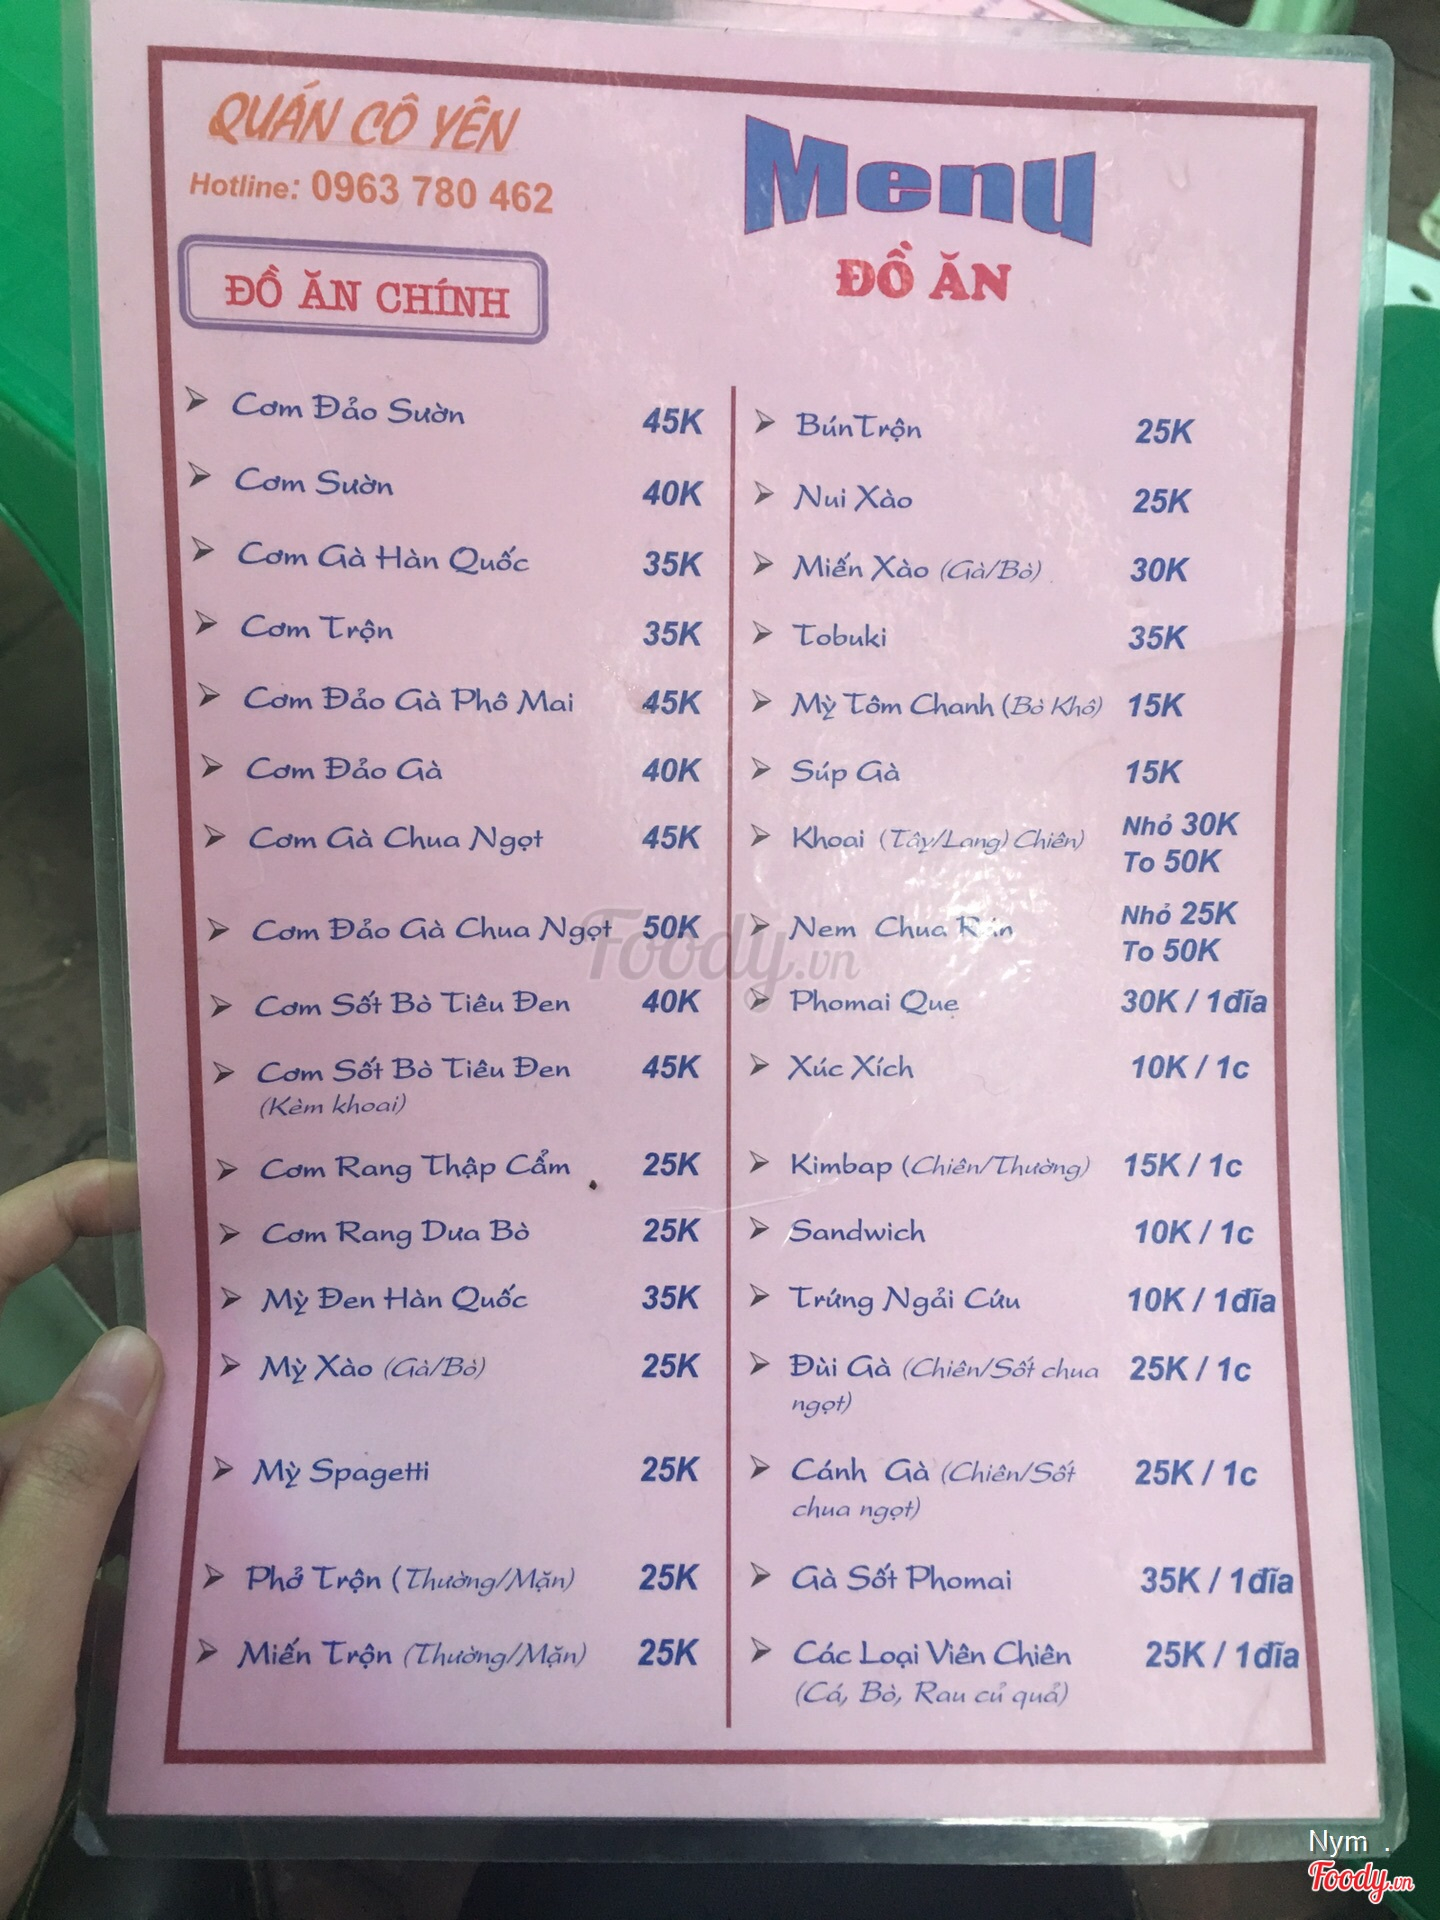 QUÁN CÔ YÊN
Hotline: 0963 780 462
Menu
ĐỒ ĂN
ĐỒ ĂN CHÍNH
Cơm Đảo Sườn 45K
Cơm Sườn 40K
Cơm Gà Hàn Quốc 35K
Cơm Trộn 35K
Cơm Đảo Gà Phô Mai 45K
Cơm Đảo Gà 40K
Cơm Gà Chua Ngọt 45K
Cơm Đảo Gà Chua Ngọt 50K
Cơm Sốt Bò Tiêu Đen 40K
Cơm Sốt Bò Tiêu Đen 45K
(Kèm khoai)
Cơm Rang Thập Cẩm 25K
Cơm Rang Dưa Bò 25K
Mỳ Đen Hàn Quốc 35K
Mỳ Xào (Gà/Bò) 25K
Mỳ Spagetti 25K
Phở Trộn (Thường/Mặn) 25K
Miến Trộn (Thường/Mặn) 25K
BúnTrộn 25K
Nui Xào 25K
Miến Xào (Gà/Bò) 30K
Tobuki 35K
Mỳ Tôm Chanh (Bò Khô) 15K
Súp Gà 15K
Khoai (Tây/Lang) Chiên) Nhỏ 30K
To 50K
Nem Chua Rán Nhỏ 25K
To 50K
Phomai Que 30K / 1đĩa
Xúc Xích 10K / 1c
Kimbap (Chiên/Thường) 15K / 1c
Sandwich 10K / 1c
Trứng Ngải Cứu 10K / 1đĩa
Đùi Gà (Chiên/Sốt chua 25K / 1c
ngọt)
Cánh Gà (Chiên/Sốt 25K / 1c
chua ngọt)
Gà Sốt Phomai 35K / 1đĩa
Các Loại Viên Chiên 25K / 1đĩa
(Cá, Bò, Rau củ quả)
Foody.vn
Nym .
Foody.vn